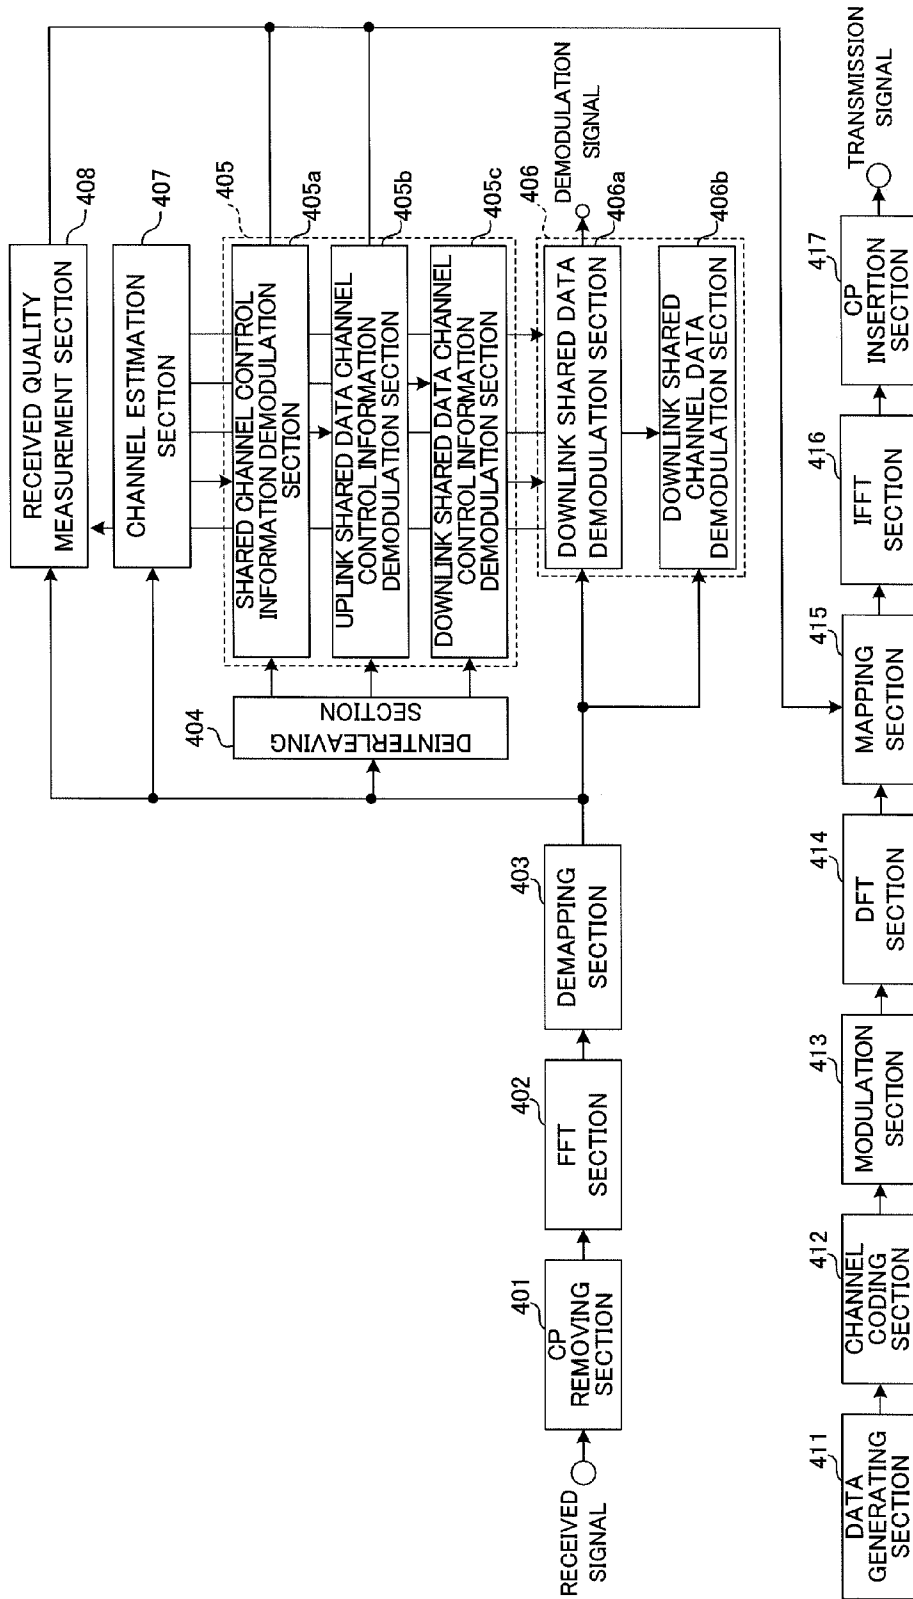 RECEIVED QUALITY
MEASUREMENT SECTION
408
CHANNEL ESTIMATION
SECTION
407
405
SHARED CHANNEL CONTROL
INFORMATION DEMODULATION
SECTION
405a
UPLINK SHARED DATA CHANNEL
CONTROL INFORMATION
DEMODULATION SECTION
405b
DOWNLINK SHARED DATA CHANNEL
CONTROL INFORMATION
DEMODULATION SECTION
405c
404
DEINTERLEAVING
SECTION
406
DOWNLINK SHARED DATA
DEMODULATION SECTION
406a
DEMODULATION
SIGNAL
DOWNLINK SHARED
CHANNEL DATA
DEMODULATION SECTION
406b
RECEIVED
SIGNAL
401
CP
REMOVING
SECTION
402
FFT
SECTION
403
DEMAPPING
SECTION
411
DATA
GENERATING
SECTION
412
CHANNEL
CODING
SECTION
413
MODULATION
SECTION
414
DFT
SECTION
415
MAPPING
SECTION
416
IFFT
SECTION
417
CP
INSERTION
SECTION
TRANSMISSION
SIGNAL